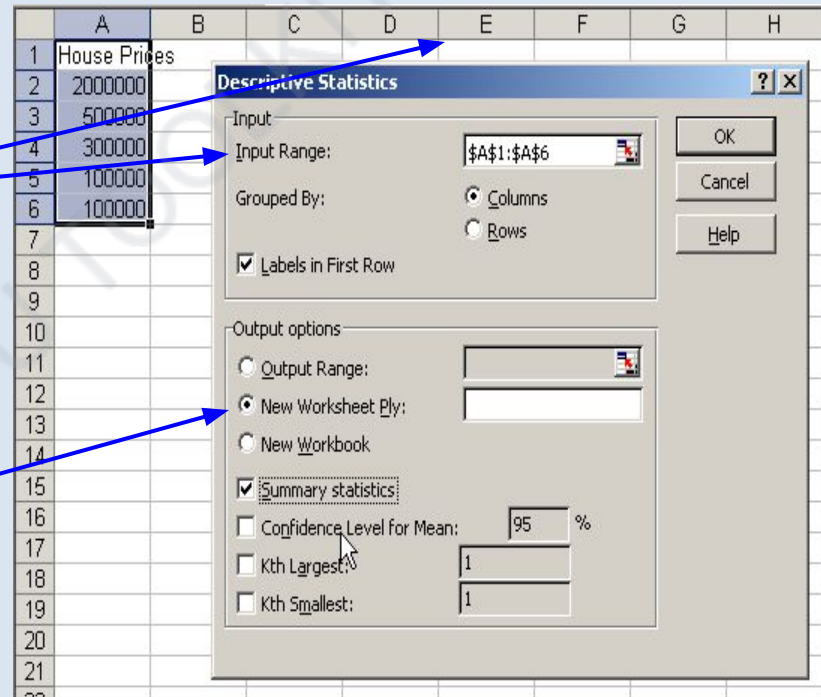 A B C D E F G H
1 House Prices
2 2000000
3 500000
4 300000
5 100000
6 100000
7
8
9
10
11
12
13
14
15
16
17
18
19
20
21
22
Descriptive Statistics
Input
Input Range: $A$1:$A$6
Grouped By: Columns
Rows
Labels in First Row
OK
Cancel
Help
Output options
Output Range:
New Worksheet Ply:
New Workbook
Summary statistics
Confidence Level for Mean: 95 %
Kth Largest: 1
Kth Smallest: 1